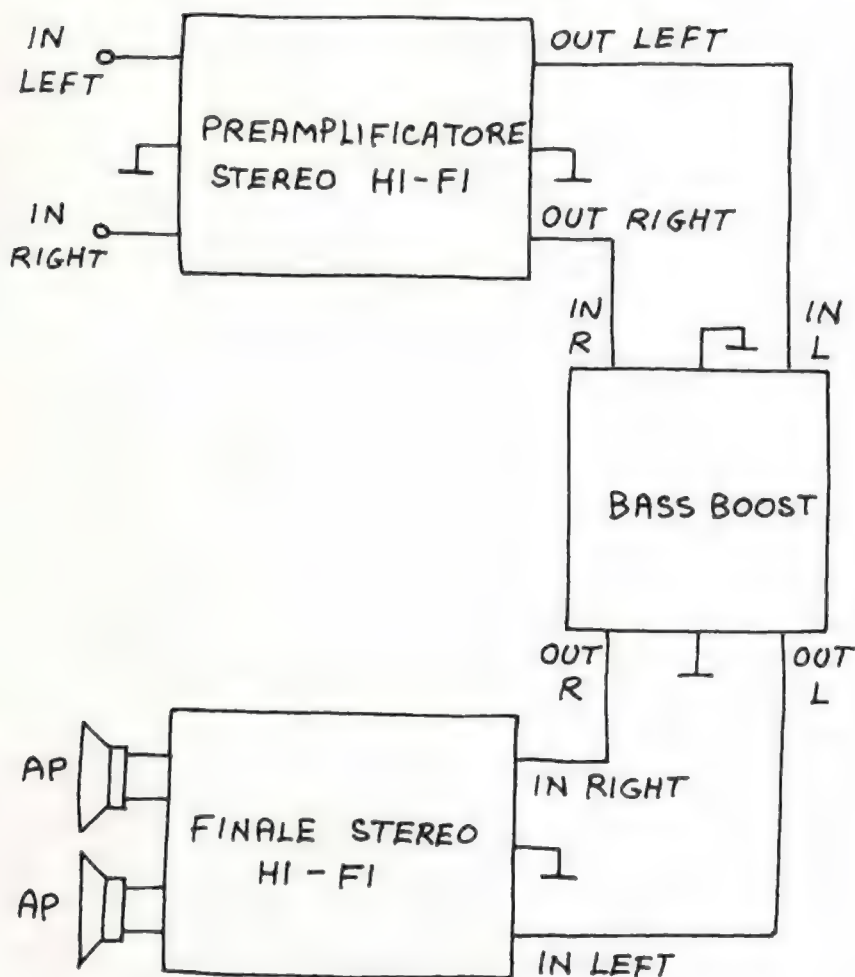 IN
LEFT
OUT LEFT
PREAMPLIFICATORE
STEREO HI-FI
IN
RIGHT
OUT RIGHT
IN
R
IN
L
BASS BOOST
OUT
R
OUT
L
AP
IN RIGHT
FINALE STEREO
HI-FI
AP
IN LEFT